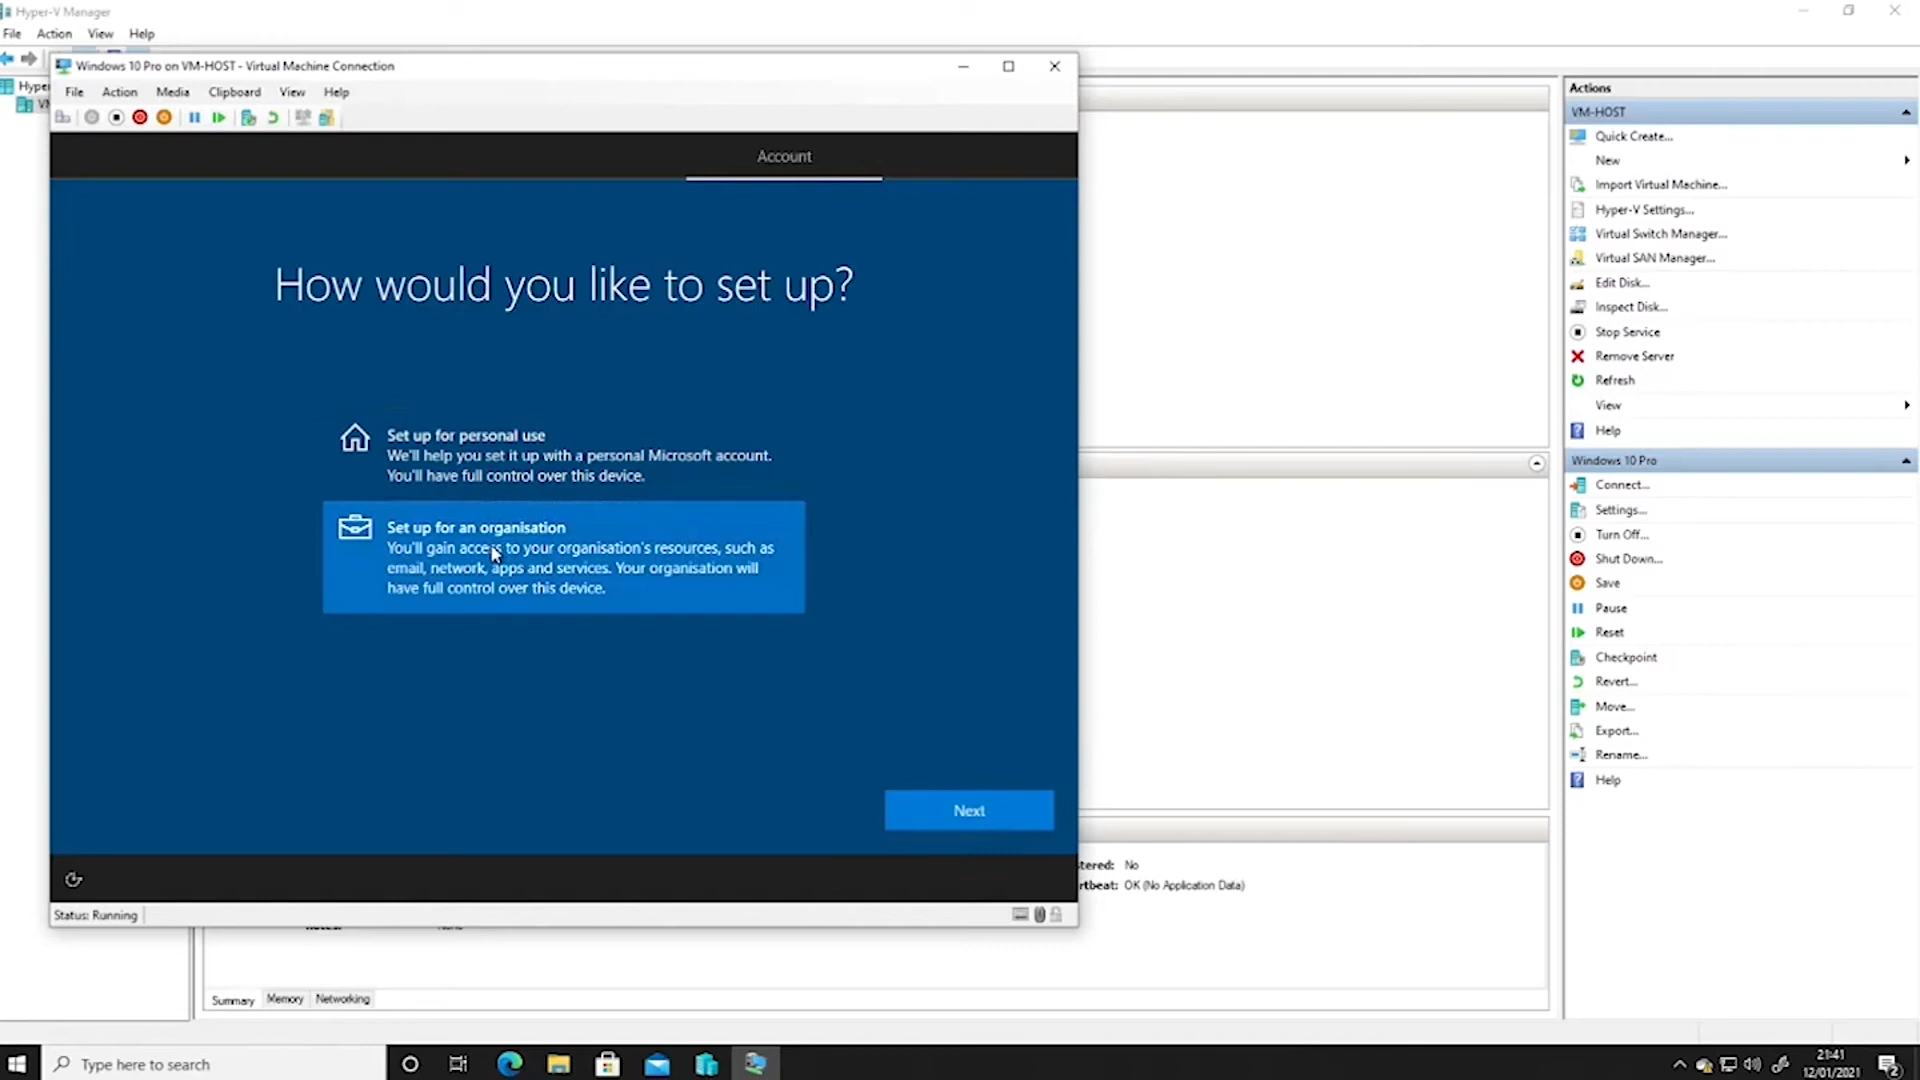 Hyper-V Manager
File Action View Help
Windows 10 Pro on VM-HOST - Virtual Machine Connection
File Action Media Clipboard View Help
Account
How would you like to set up?
Set up for personal use
We'll help you set it up with a personal Microsoft account.
You'll have full control over this device.
Set up for an organisation
You'll gain access to your organisation's resources, such as
email, network, apps and services. Your organisation will
have full control over this device.
Next
Status: Running
stered: No
rtbeat: OK (No Application Data)
Summary Memory Networking
Actions
VM-HOST
Quick Create...
New
Import Virtual Machine...
Hyper-V Settings...
Virtual Switch Manager...
Virtual SAN Manager...
Edit Disk...
Inspect Disk...
Stop Service
Remove Server
Refresh
View
Help
Windows 10 Pro
Connect...
Settings...
Turn Off...
Shut Down...
Save
Pause
Reset
Checkpoint
Revert...
Move...
Export...
Rename...
Help
Type here to search
21:41
12/01/2021
2